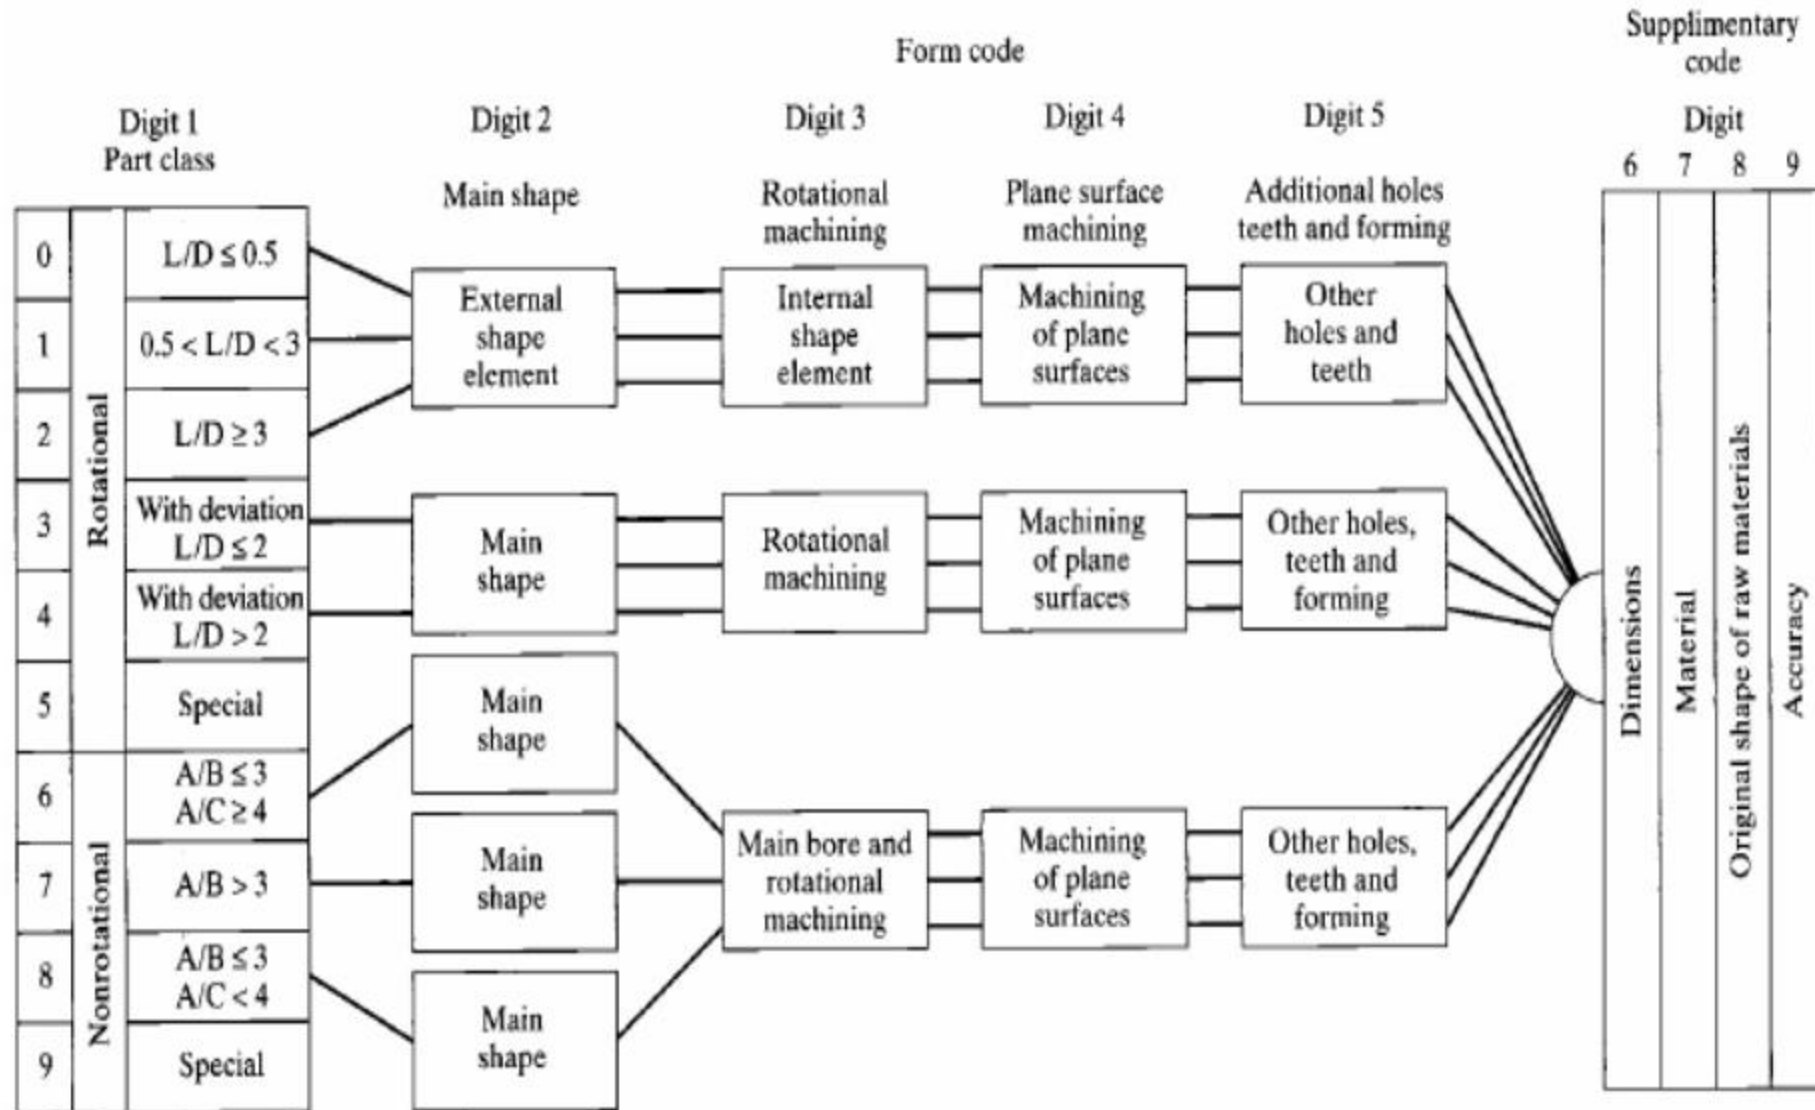 Supplimentary
code
Form code
Digit 1
Part class
Digit 2
Digit 3
Digit 4
Digit 5
Digit
6 7 8 9
Main shape
Rotational
machining
Plane surface
machining
Additional holes
teeth and forming
0
L/D ≤ 0.5
1
0.5 < L/D < 3
2
L/D ≥ 3
3
With deviation
L/D ≤ 2
4
With deviation
L/D > 2
5
Special
6
A/B ≤ 3
A/C ≥ 4
7
A/B > 3
8
A/B ≤ 3
A/C < 4
9
Special
Rotational
Nonrotational
External
shape
element
Internal
shape
element
Machining
of plane
surfaces
Other
holes and
teeth
Main
shape
Rotational
machining
Machining
of plane
surfaces
Other holes,
teeth and
forming
Main
shape
Main
shape
Main
shape
Main bore and
rotational
machining
Machining
of plane
surfaces
Other holes,
teeth and
forming
Dimensions
Material
Original shape of raw materials
Accuracy